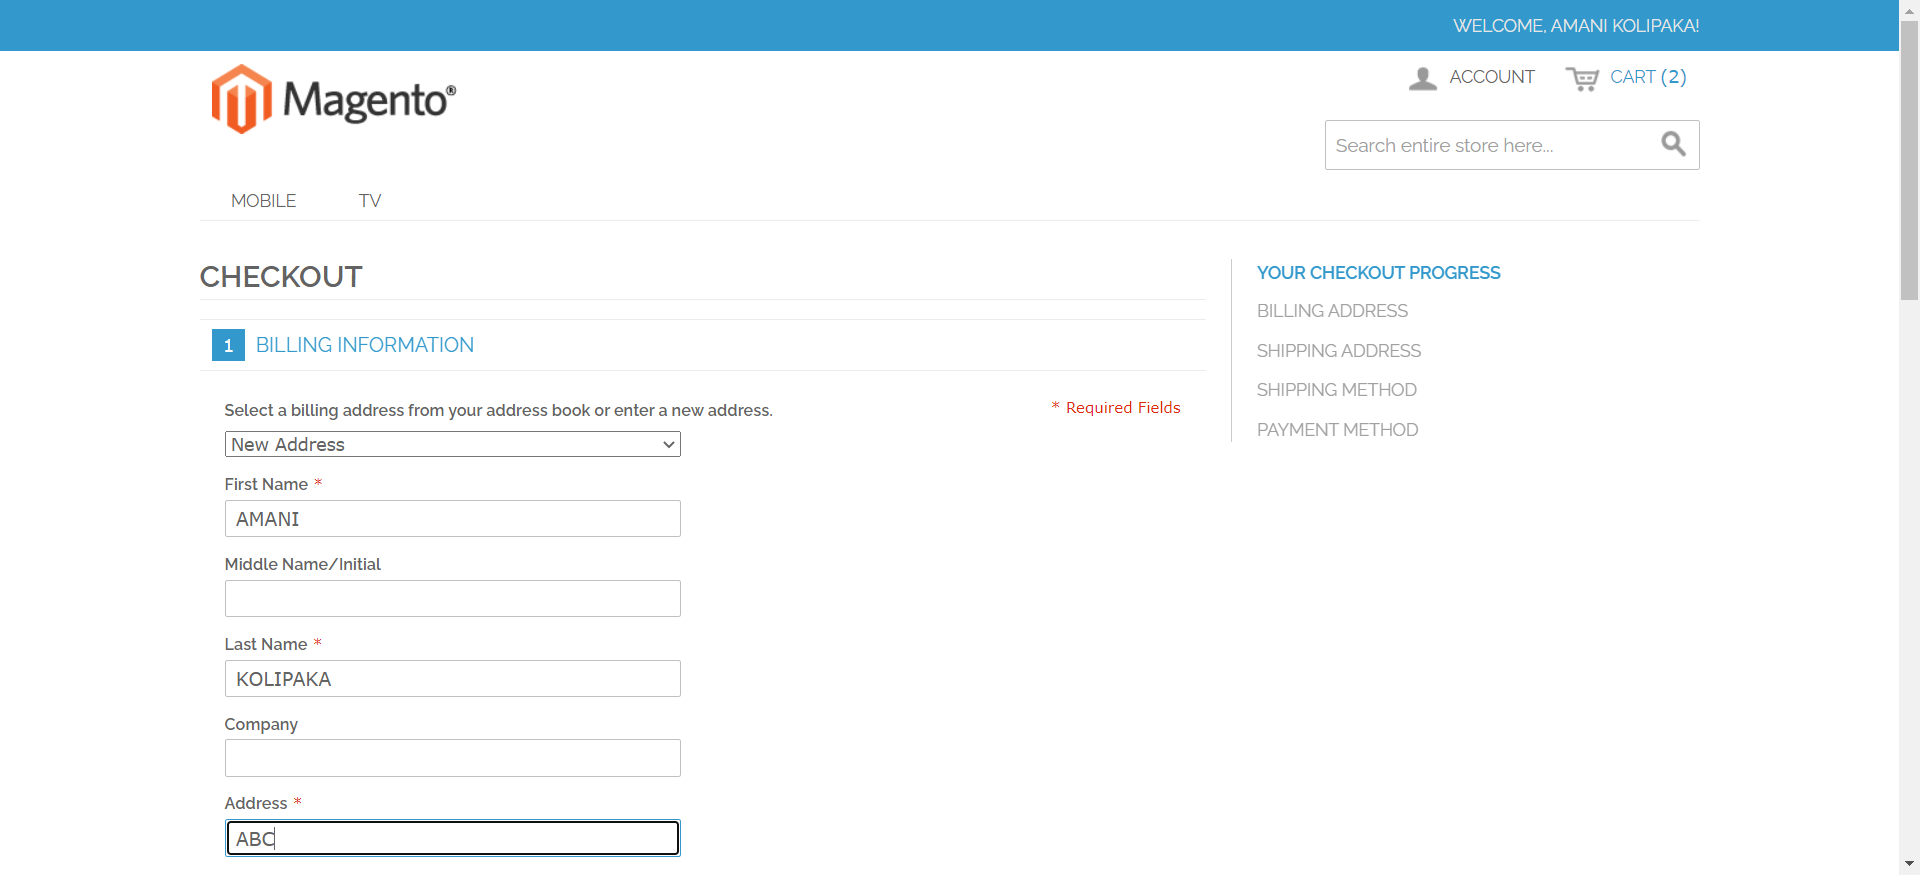 WELCOME, AMANI KOLIPAKA!
Magento®
ACCOUNT
CART (2)
Search entire store here...
MOBILE
TV
CHECKOUT
1 BILLING INFORMATION
Select a billing address from your address book or enter a new address.
* Required Fields
New Address
First Name *
AMANI
Middle Name/Initial
Last Name *
KOLIPAKA
Company
Address *
ABC
YOUR CHECKOUT PROGRESS
BILLING ADDRESS
SHIPPING ADDRESS
SHIPPING METHOD
PAYMENT METHOD